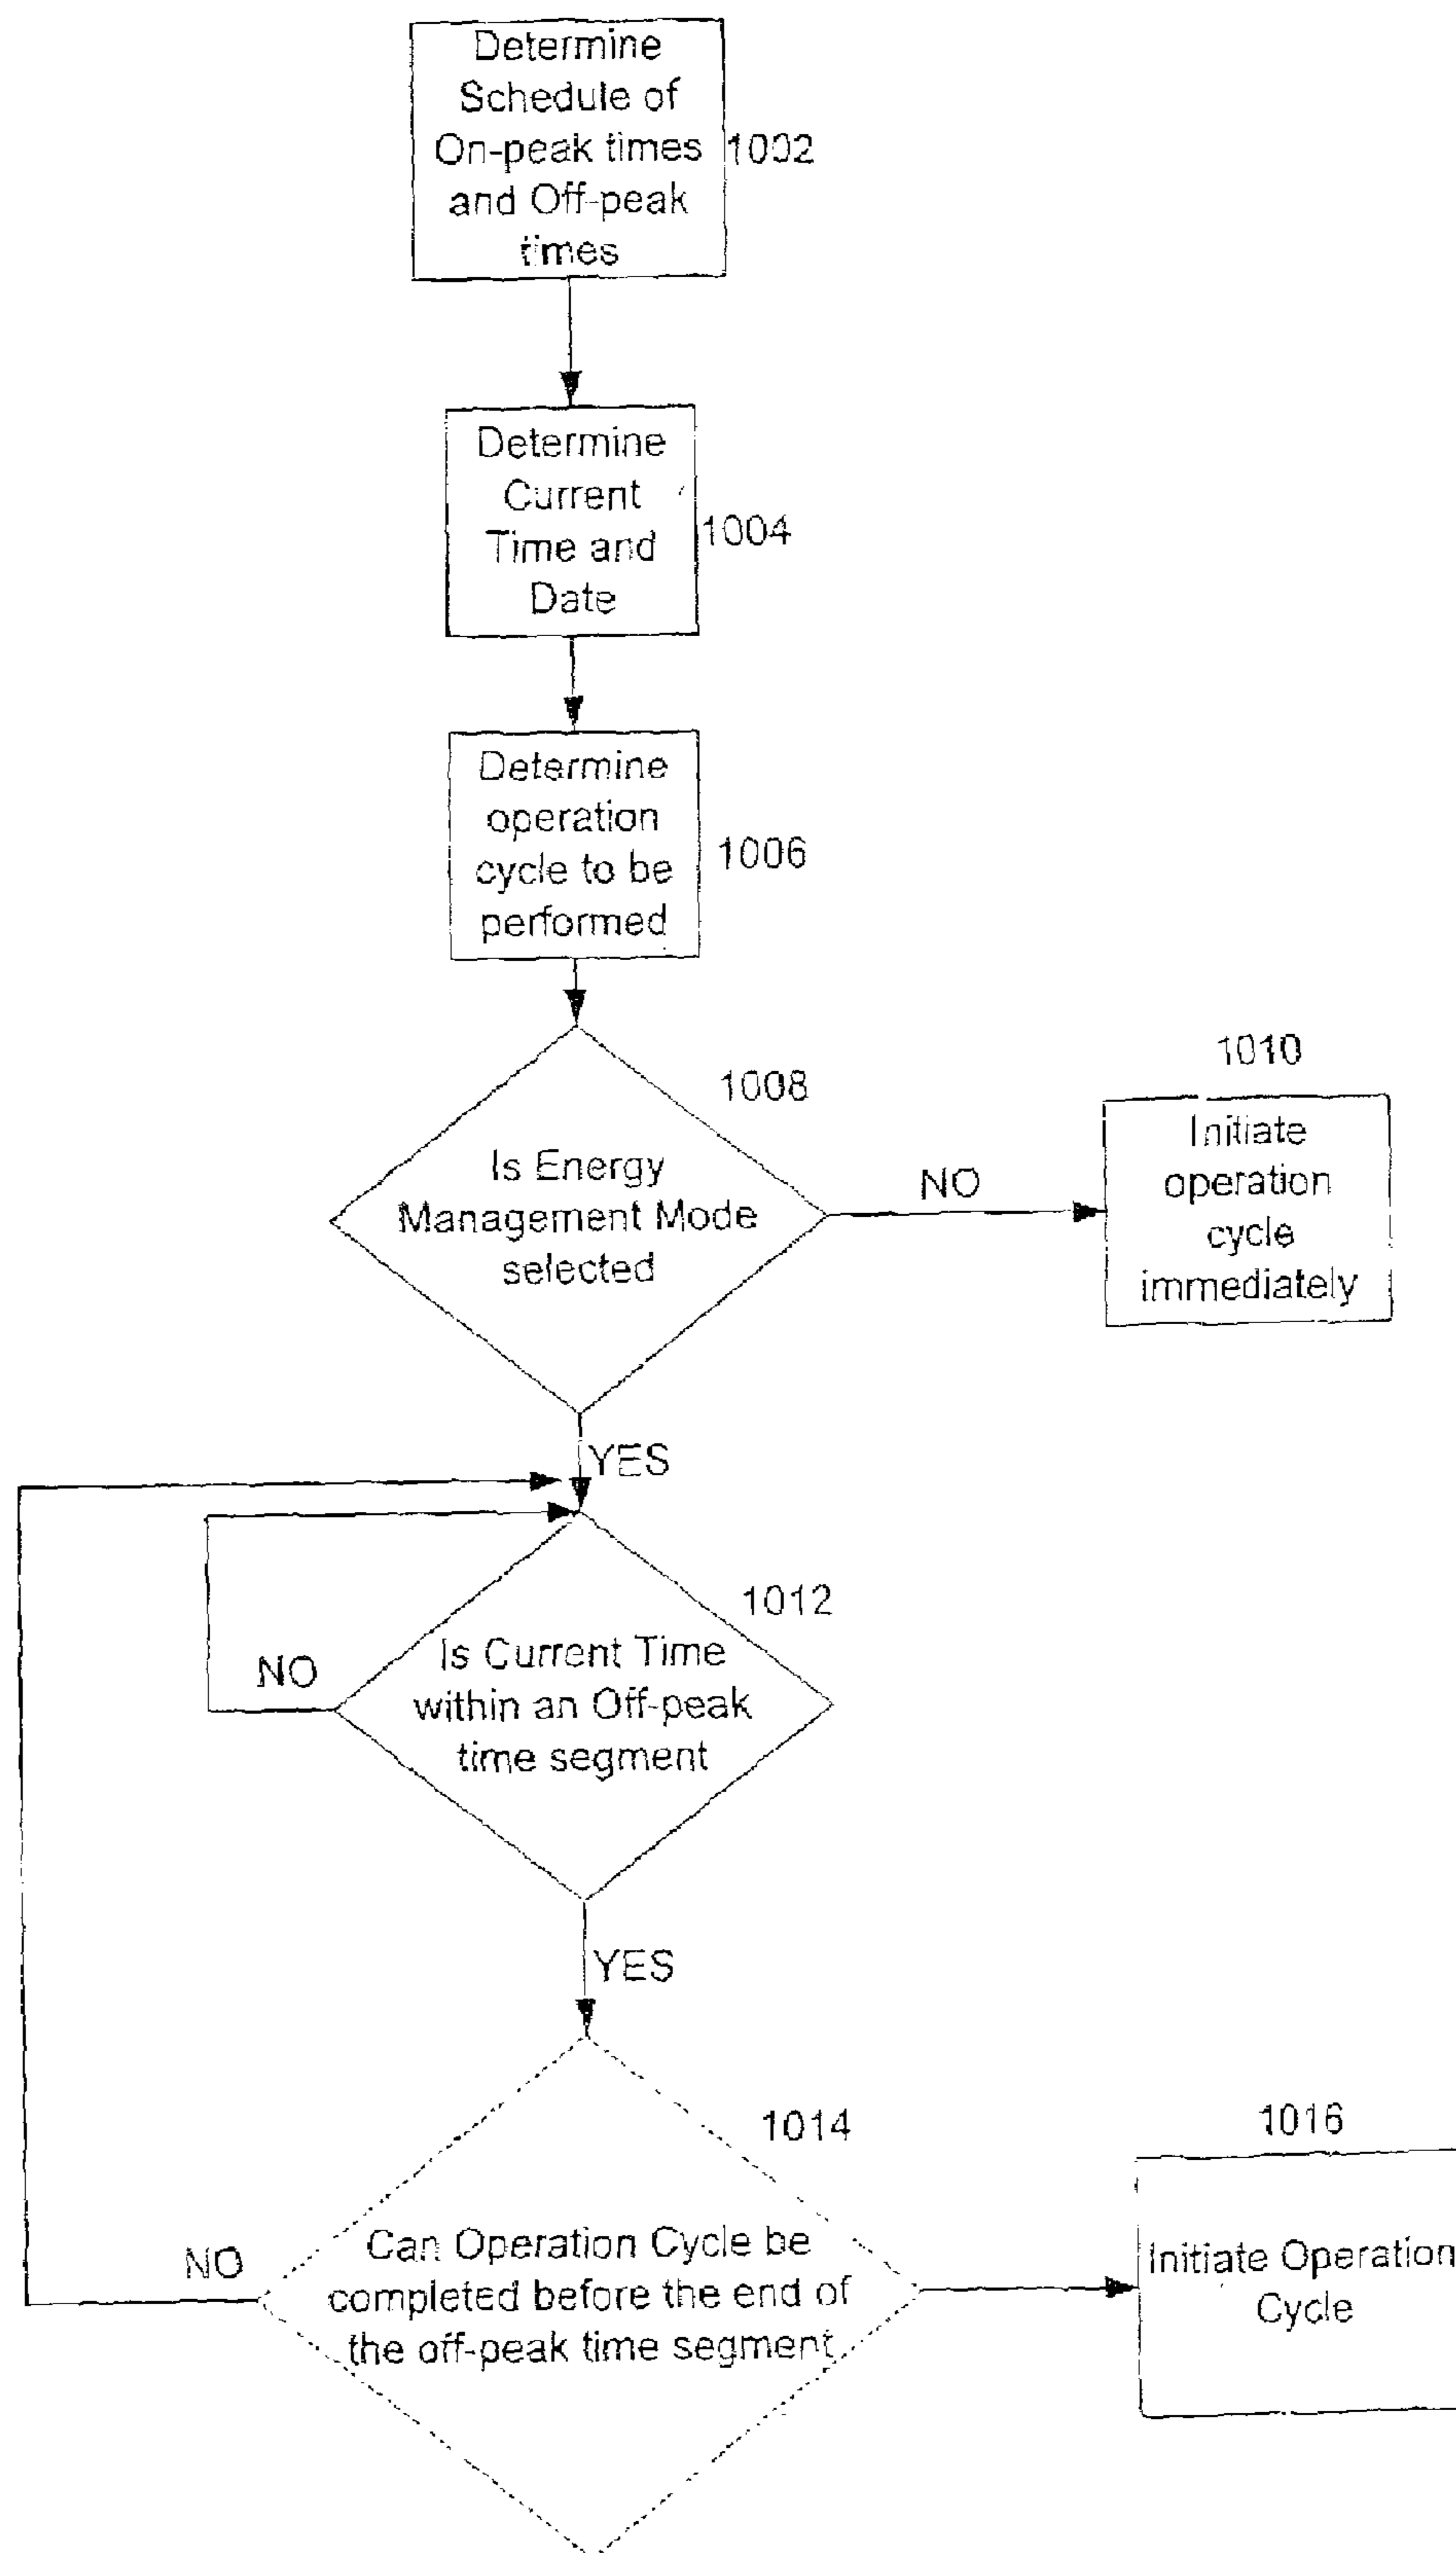 Determine
Schedule of
On-peak times
and Off-peak
times
1002
Determine
Current
Time and
Date
1004
Determine
operation
cycle to be
performed
1006
1008
Is Energy
Management Mode
selected
NO
1010
Initiate
operation
cycle
immediately
YES
1012
Is Current Time
within an Off-peak
time segment
NO
YES
1014
Can Operation Cycle be
completed before the end of
the off-peak time segment
NO
1016
Initiate Operation
Cycle